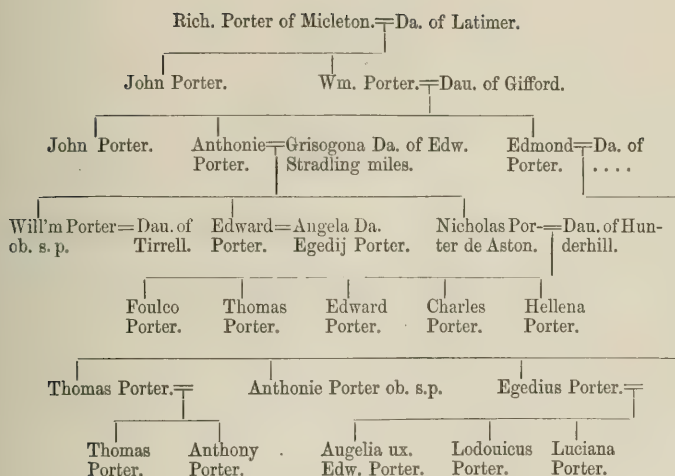 Rich. Porter of Micleton.=Da. of Latimer.
John Porter. Wm. Porter.=Dau. of Gifford.
John Porter. Anthonie=Grisogona Da. of Edw. Edmond=Da. of
Porter. Stradling miles. Porter. ....
Will'm Porter=Dau. of Edward=Angela Da. Nicholas Por-=Dau. of Hun-
ob. s. p. Tirrell. Porter. Egedij Porter. ter de Aston. derhill.
Foulco Thomas Edward Charles Hellena
Porter. Porter. Porter. Porter. Porter.
Thomas Porter.= Anthonie Porter ob. s.p. Egedius Porter.=
Thomas Anthony Augelia ux. Lodouicus Luciana
Porter. Porter. Edw. Porter. Porter. Porter.